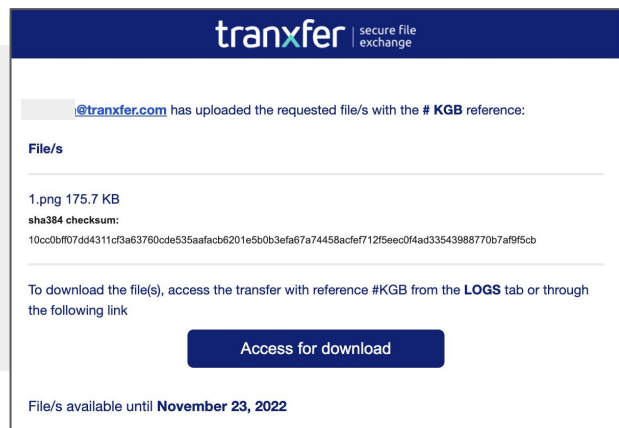 tranxfer
secure file
exchange
@tranxfer.com has uploaded the requested file/s with the # KGB reference:
File/s
1.png 175.7 KB
sha384 checksum:
10cc0bff07dd4311cf3a63760cde535aafacb6201e5b0b3efa67a74458acfef712f5eec0f4ad33543988770b7af9f5cb
To download the file(s), access the transfer with reference #KGB from the LOGS tab or through
the following link
Access for download
File/s available until November 23, 2022